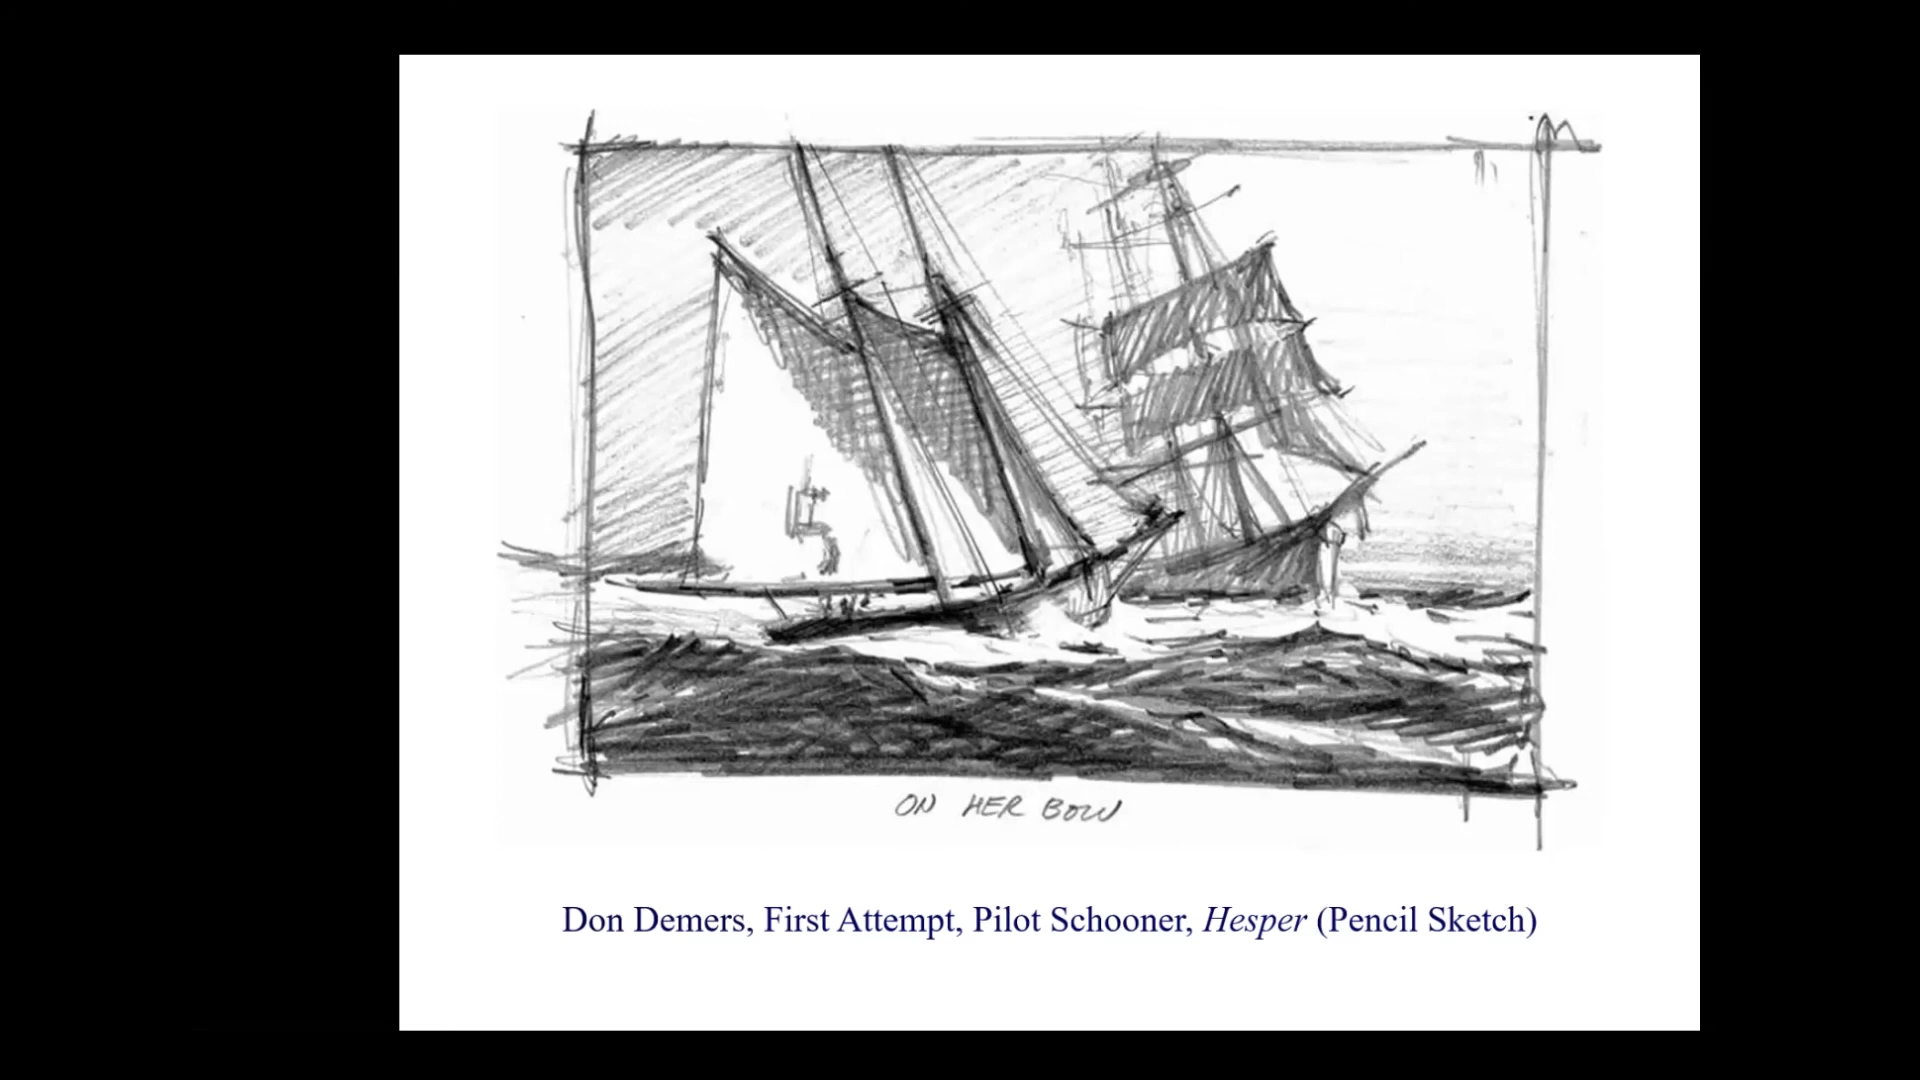 ON HER BOW
Don Demers, First Attempt, Pilot Schooner, Hesper (Pencil Sketch)